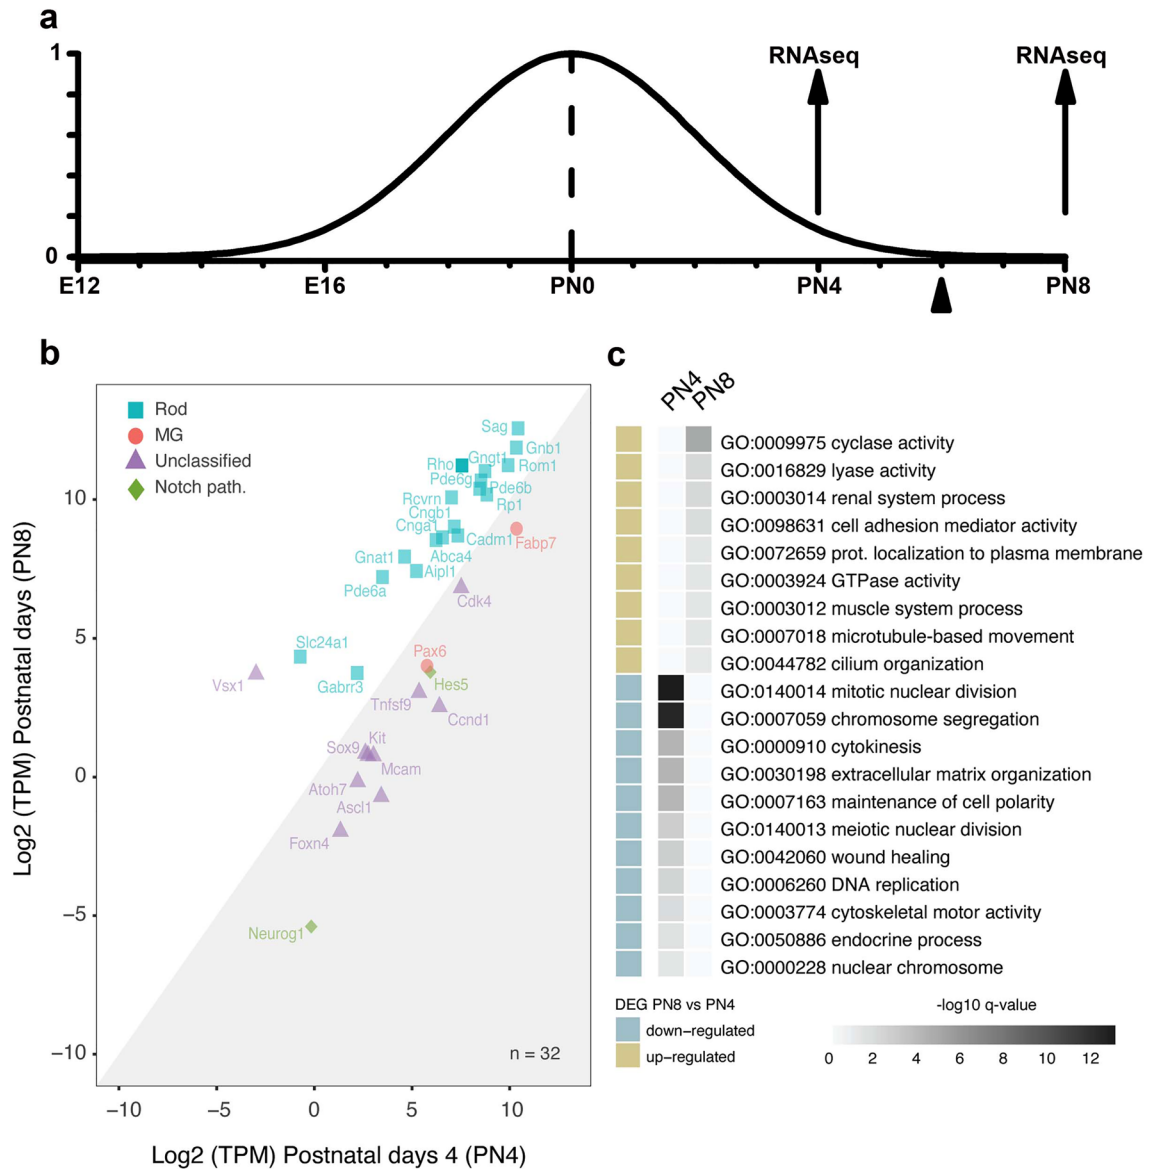 a
1
0
RNAseq
RNAseq
E12
E16
PN0
PN4
PN8
b
Log2 (TPM) Postnatal days (PN8)
Rod
MG
Unclassified
Notch path.
Sag
Gnb1
Rho
Gngt1
Rom1
Pde6g
Pde6b
Rcvrn
Rp1
Cngb1
Cnga1
Cadm1
Fabp7
Gnat1
Abca4
Aipl1
Pde6a
Cdk4
Slc24a1
Pax6
Vsx1
Gabrr3
Hes5
Tnfsf9
Ccnd1
Sox9
Kit
Mcam
Atoh7
Ascl1
Foxn4
Neurog1
n = 32
10
5
0
−5
−10
−10
−5
0
5
10
Log2 (TPM) Postnatal days 4 (PN4)
c
PN4
PN8
GO:0009975 cyclase activity
GO:0016829 lyase activity
GO:0003014 renal system process
GO:0098631 cell adhesion mediator activity
GO:0072659 prot. localization to plasma membrane
GO:0003924 GTPase activity
GO:0003012 muscle system process
GO:0007018 microtubule-based movement
GO:0044782 cilium organization
GO:0140014 mitotic nuclear division
GO:0007059 chromosome segregation
GO:0000910 cytokinesis
GO:0030198 extracellular matrix organization
GO:0007163 maintenance of cell polarity
GO:0140013 meiotic nuclear division
GO:0042060 wound healing
GO:0006260 DNA replication
GO:0003774 cytoskeletal motor activity
GO:0050886 endocrine process
GO:0000228 nuclear chromosome
DEG PN8 vs PN4
down−regulated
up−regulated
-log10 q-value
0 2 4 6 8 10 12